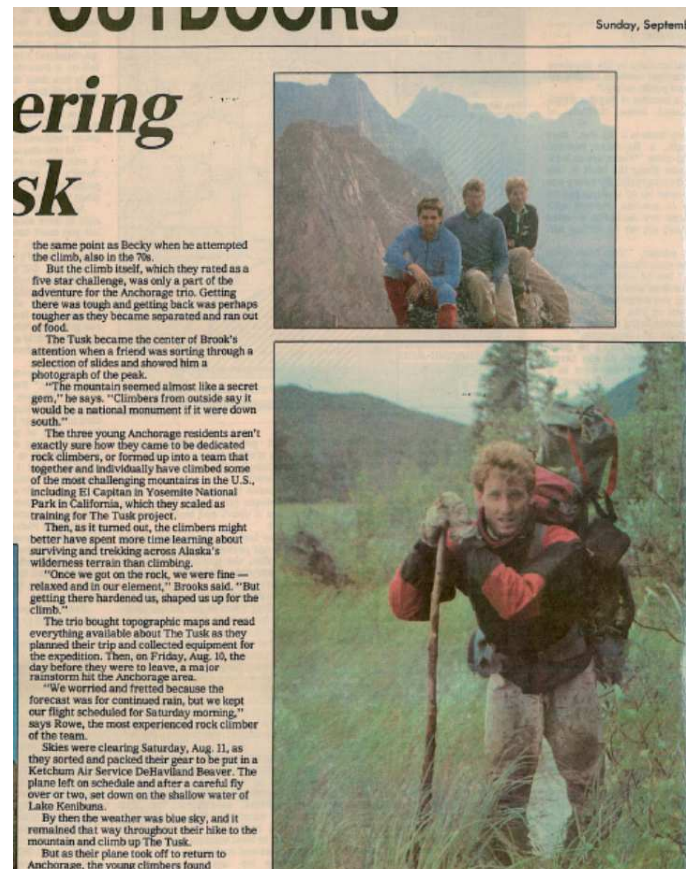 OUTDOORS
Sunday, Septem
ering
sk
the same point as Becky when he attempted
the climb, also in the 70s.
But the climb itself, which they rated as a
five star challenge, was only a part of the
adventure for the Anchorage trio. Getting
there was tough and getting back was perhaps
tougher as they became separated and ran out
of food.
The Tusk became the center of Brook's
attention when a friend was sorting through a
selection of slides and showed him a
photograph of the peak.
"The mountain seemed almost like a secret
gem," he says. "Climbers from outside say it
would be a national monument if it were down
south."
The three young Anchorage residents aren't
exactly sure how they came to be dedicated
rock climbers, or formed up into a team that
together and individually have climbed some
of the most challenging mountains in the U.S.,
including El Capitan in Yosemite National
Park in California, which they scaled as
training for The Tusk project.
Then, as it turned out, the climbers might
better have spent more time learning about
surviving and trekking across Alaska's
wilderness terrain than climbing.
"Once we got on the rock, we were fine —
relaxed and in our element," Brooks said. "But
getting there hardened us, shaped us up for the
climb."
The trio bought topographic maps and read
everything available about The Tusk as they
planned their trip and collected equipment for
the expedition. Then, on Friday, Aug. 10, the
day before they were to leave, a major
rainstorm hit the Anchorage area.
"We worried and fretted because the
forecast was for continued rain, but we kept
our flight scheduled for Saturday morning,"
says Rowe, the most experienced rock climber
of the team.
Skies were clearing Saturday, Aug. 11, as
they sorted and packed their gear to be put in a
Ketchum Air Service DeHaviland Beaver. The
plane left on schedule and after a careful fly
over or two, set down on the shallow water of
Lake Kenibuna.
By then the weather was blue sky, and it
remained that way throughout their hike to the
mountain and climb up The Tusk.
But as their plane took off to return to
Anchorage, the young climbers found